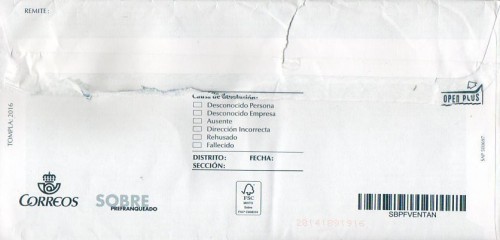 REMITE:
TOMPLA: 2016
Causa de devolución:
Desconocido Persona
Desconocido Empresa
Ausente
Dirección Incorrecta
Rehusado
Fallecido
DISTRITO: FECHA:
SECCIÓN:
OPEN PLUS
CORREOS
SOBRE
PREFRANQUEADO
FSC
SBPFVENTAN